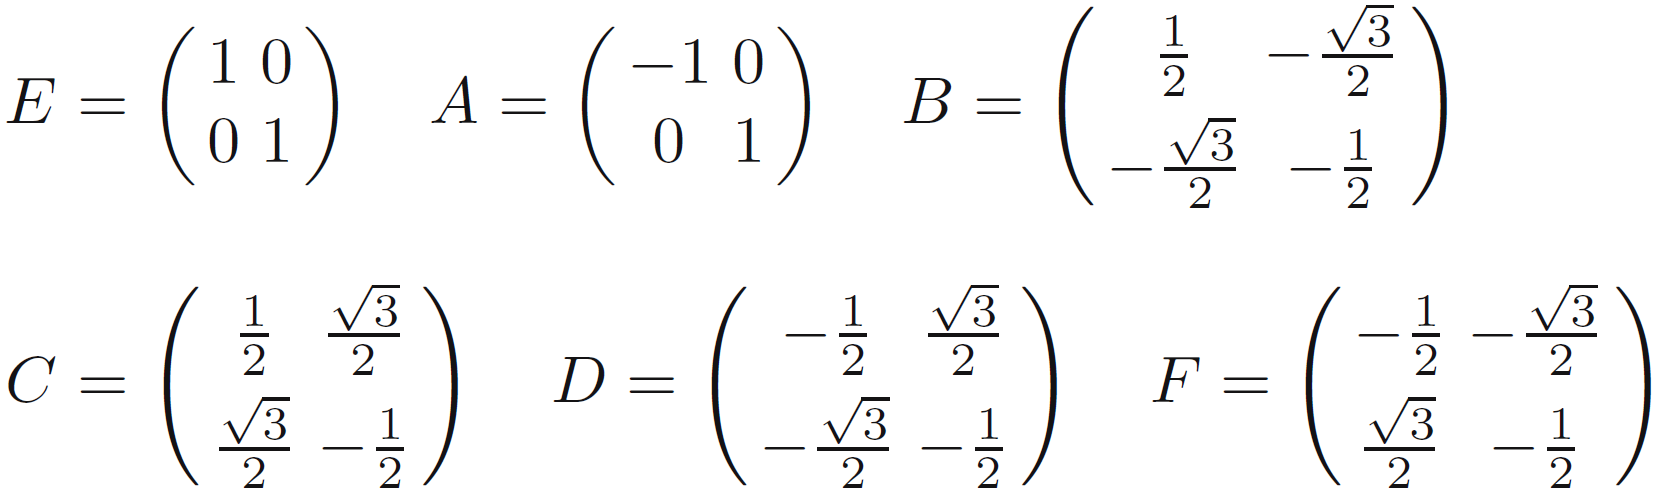 E = \begin{pmatrix} 1 & 0 \\ 0 & 1 \end{pmatrix} \quad A = \begin{pmatrix} -1 & 0 \\ 0 & 1 \end{pmatrix} \quad B = \begin{pmatrix} \frac{1}{2} & -\frac{\sqrt{3}}{2} \\ -\frac{\sqrt{3}}{2} & -\frac{1}{2} \end{pmatrix}
C = \begin{pmatrix} \frac{1}{2} & \frac{\sqrt{3}}{2} \\ \frac{\sqrt{3}}{2} & -\frac{1}{2} \end{pmatrix} \quad D = \begin{pmatrix} -\frac{1}{2} & \frac{\sqrt{3}}{2} \\ -\frac{\sqrt{3}}{2} & -\frac{1}{2} \end{pmatrix} \quad F = \begin{pmatrix} -\frac{1}{2} & -\frac{\sqrt{3}}{2} \\ \frac{\sqrt{3}}{2} & -\frac{1}{2} \end{pmatrix}